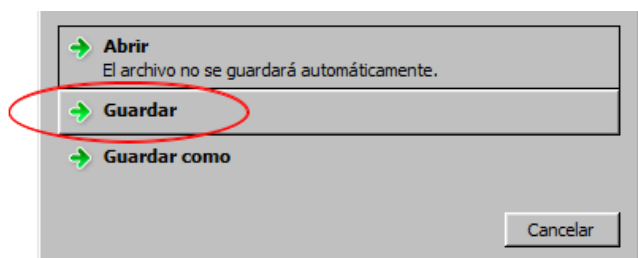 Abrir
El archivo no se guardará automáticamente.
Guardar
Guardar como
Cancelar